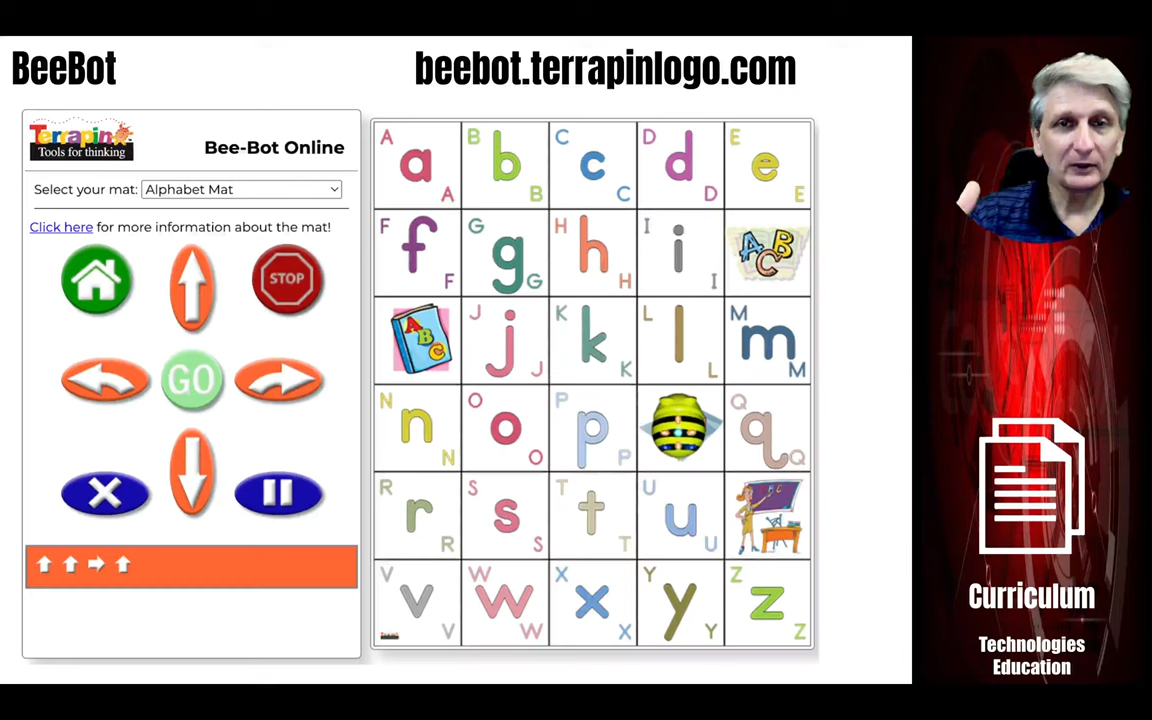 BeeBot
beebot.terrapinlogo.com
Terrapin
Tools for thinking
Bee-Bot Online
Select your mat: Alphabet Mat
Click here for more information about the mat!
STOP
GO
A a A
B b B
C c C
D d D
E e E
F f F
G g G
H h H
I i I
A B C
A B C
J j J
K k K
L l L
M m M
N n N
O o O
P p P
Q q Q
R r R
S s S
T t T
U u U
V v V
W w W
X x X
Y y Y
Z z Z
Curriculum
Technologies
Education